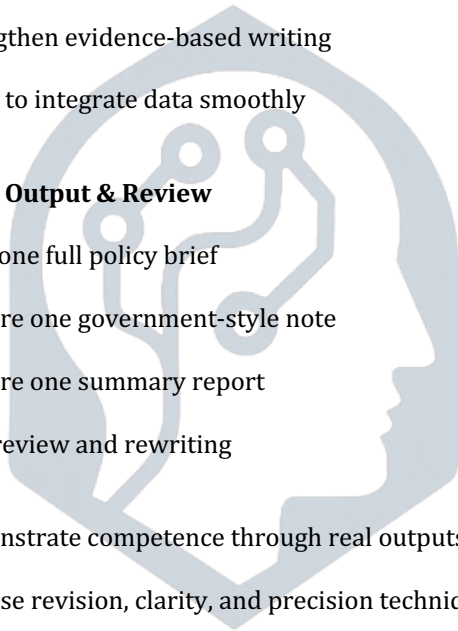 gthen evidence-based writing
to integrate data smoothly
Output & Review
one full policy brief
re one government-style note
re one summary report
review and rewriting
nstrate competence through real outputs
se revision, clarity, and precision techniq